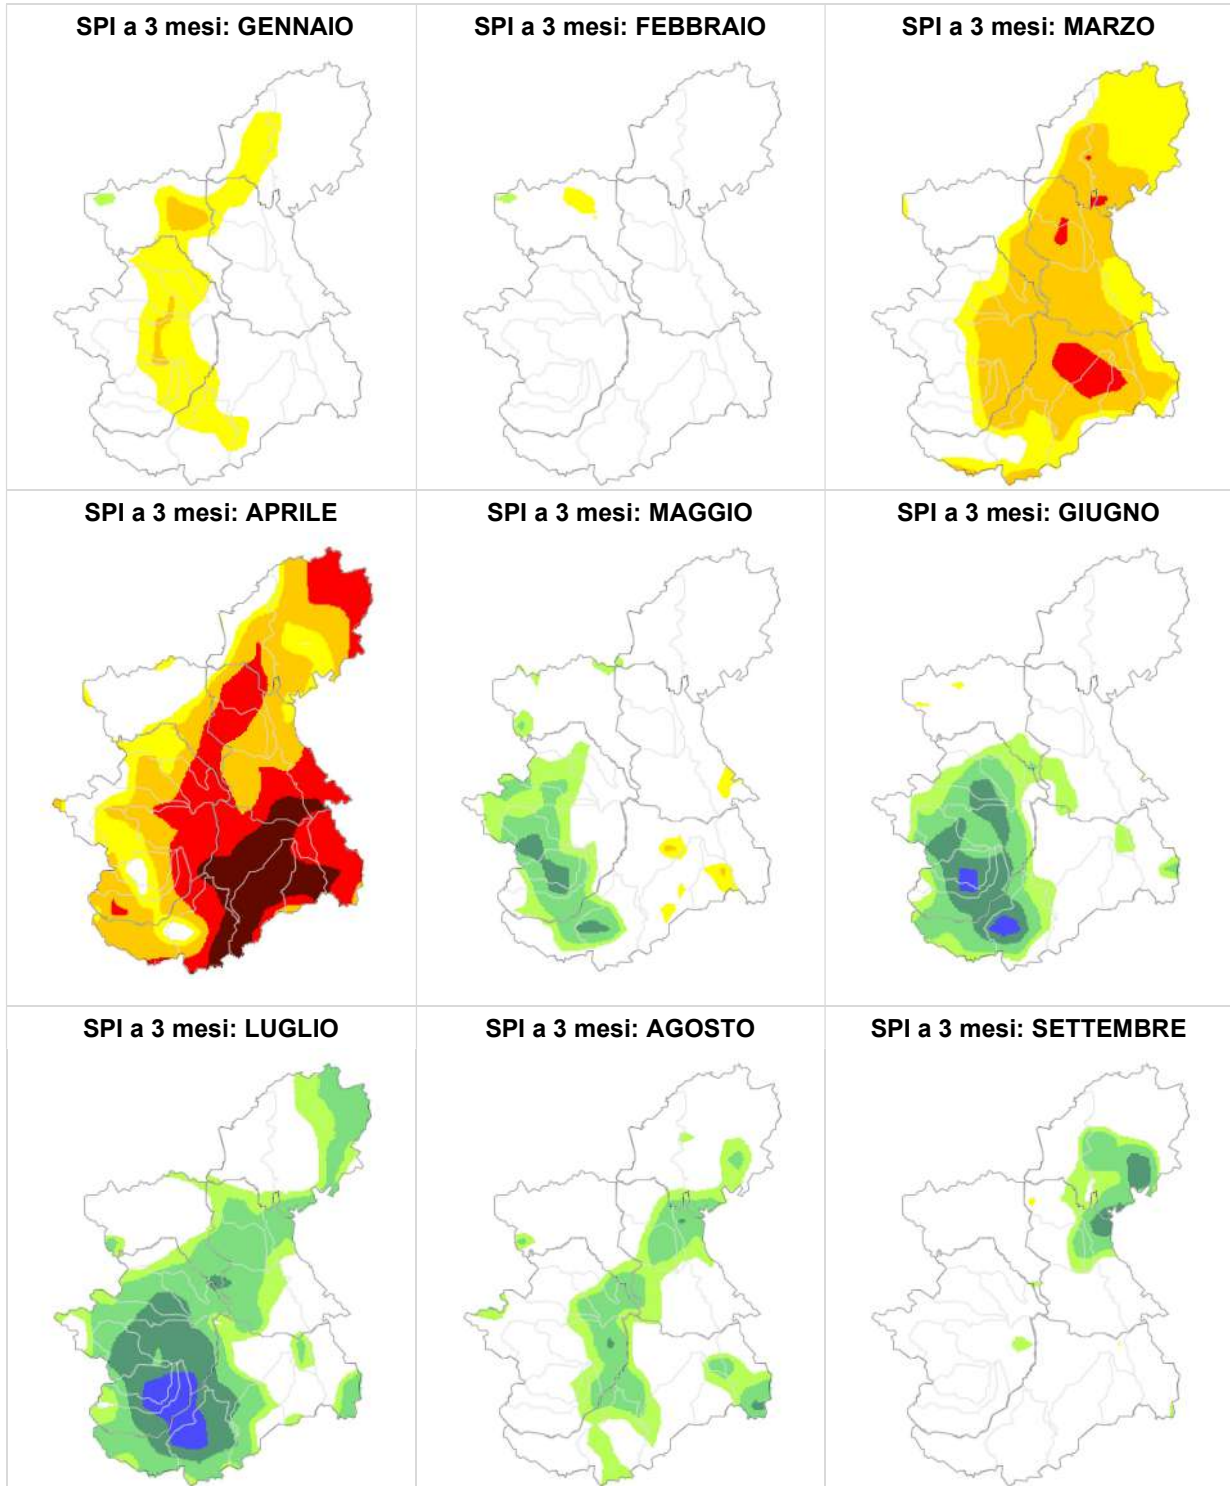 SPI a 3 mesi: GENNAIO
SPI a 3 mesi: FEBBRAIO
SPI a 3 mesi: MARZO
SPI a 3 mesi: APRILE
SPI a 3 mesi: MAGGIO
SPI a 3 mesi: GIUGNO
SPI a 3 mesi: LUGLIO
SPI a 3 mesi: AGOSTO
SPI a 3 mesi: SETTEMBRE